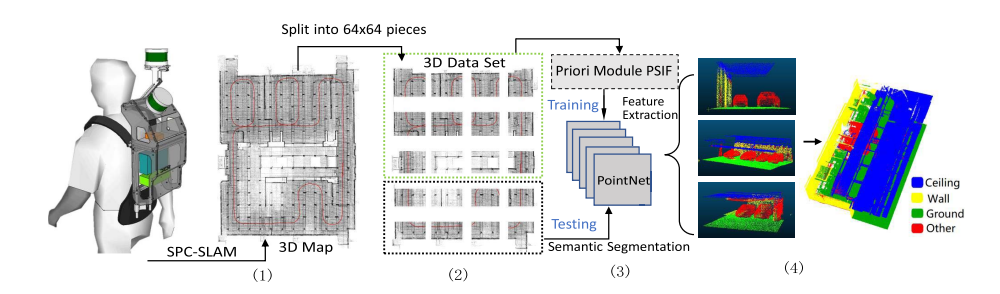 Split into 64x64 pieces
3D Data Set
Priori Module PSIF
Training
Feature
Extraction
PointNet
Testing
Semantic Segmentation
SPC-SLAM
3D Map
Ceiling
Wall
Ground
Other
(1)
(2)
(3)
(4)